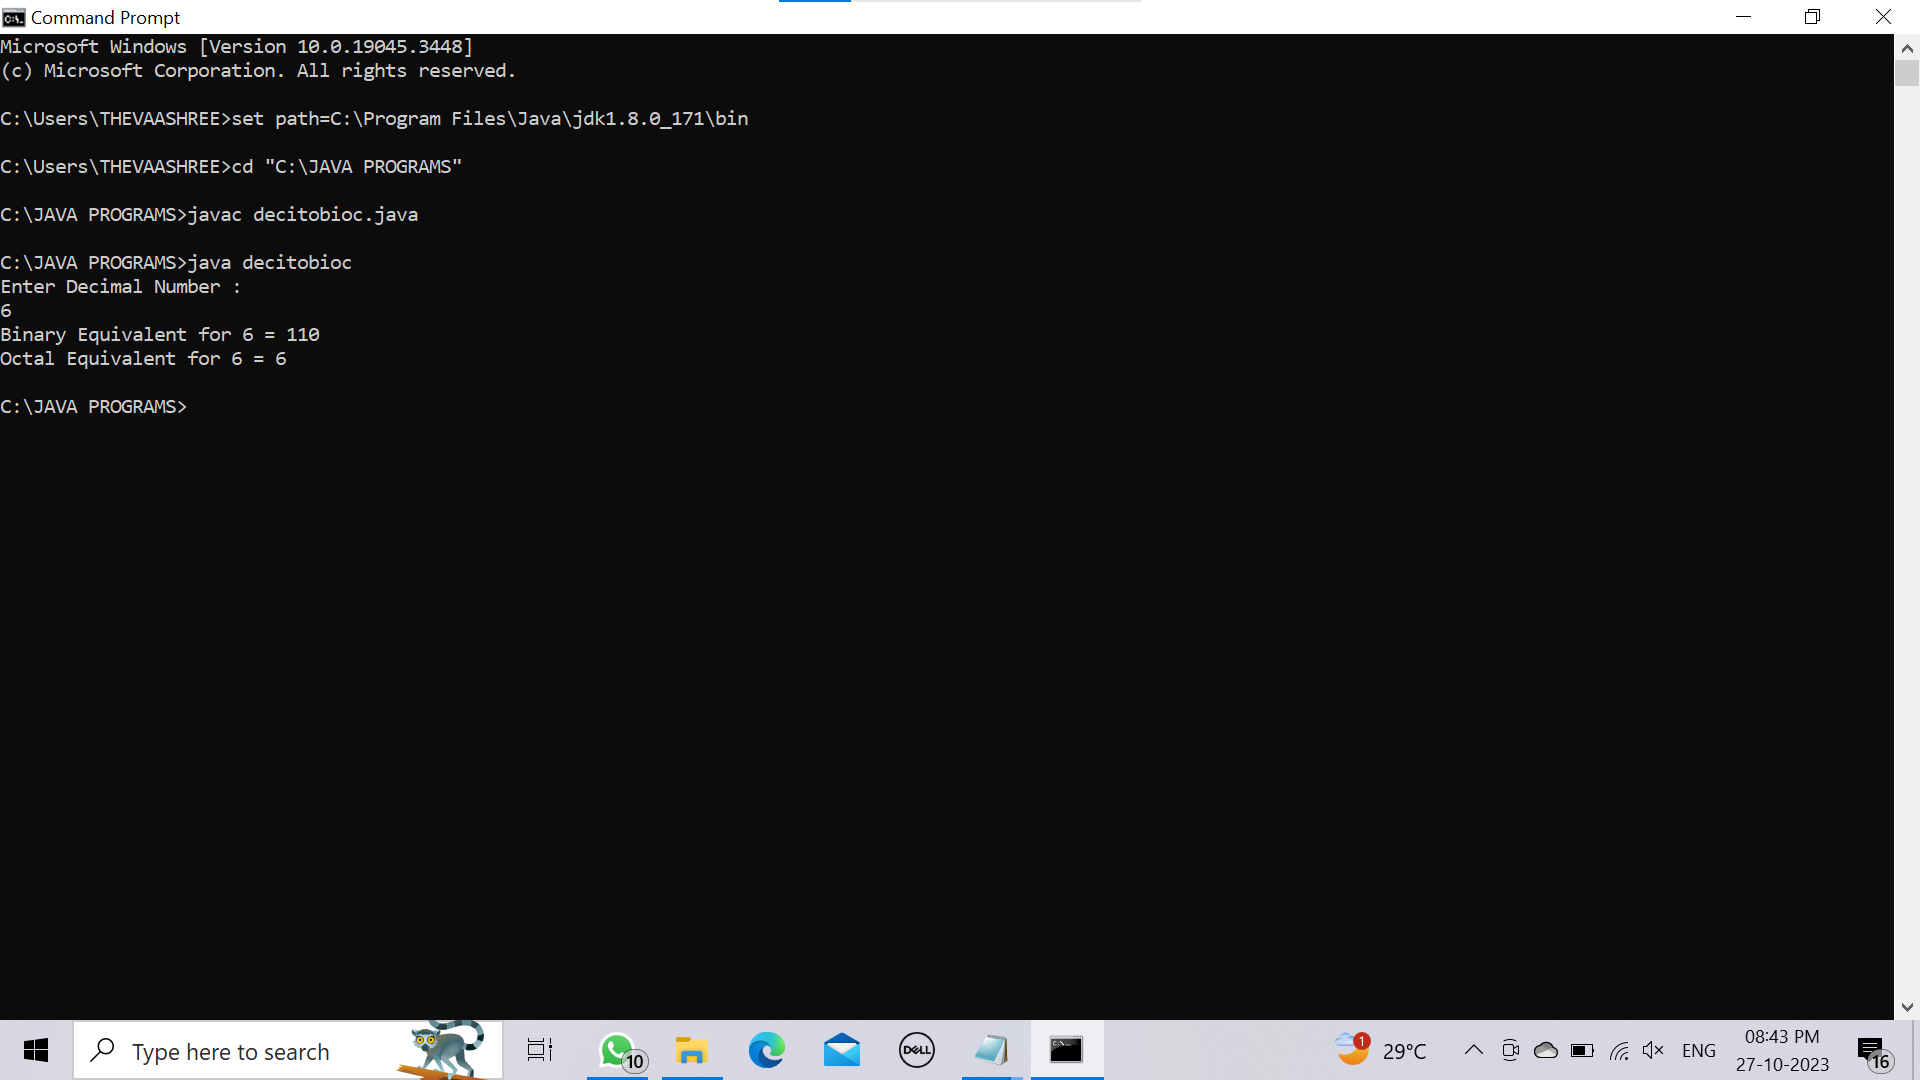 Command Prompt
Microsoft Windows [Version 10.0.19045.3448]
(c) Microsoft Corporation. All rights reserved.
C:\Users\THEVAASHREE>set path=C:\Program Files\Java\jdk1.8.0_171\bin
C:\Users\THEVAASHREE>cd "C:\JAVA PROGRAMS"
C:\JAVA PROGRAMS>javac decitobioc.java
C:\JAVA PROGRAMS>java decitobioc
Enter Decimal Number :
6
Binary Equivalent for 6 = 110
Octal Equivalent for 6 = 6
C:\JAVA PROGRAMS>
Type here to search
10
DELL
1
29°C
ENG
08:43 PM
27-10-2023
16